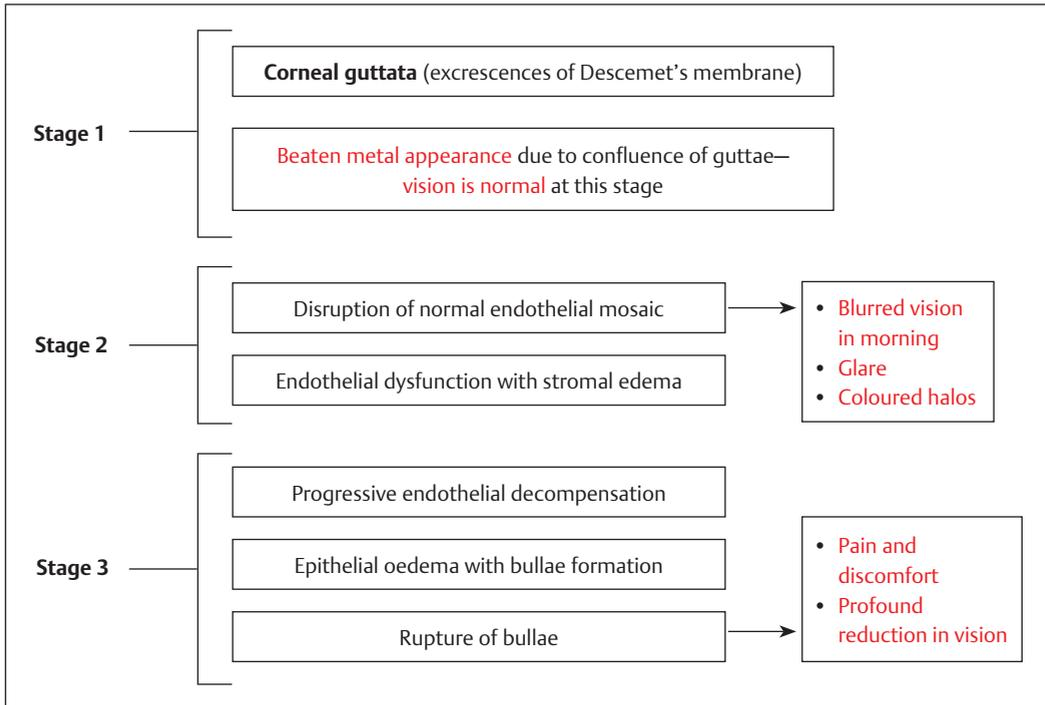 Stage 1
Corneal guttata (excrescences of Descemet's membrane)
Beaten metal appearance due to confluence of guttae—
vision is normal at this stage
Stage 2
Disruption of normal endothelial mosaic
Endothelial dysfunction with stromal edema
• Blurred vision
in morning
• Glare
• Coloured halos
Stage 3
Progressive endothelial decompensation
Epithelial oedema with bullae formation
Rupture of bullae
• Pain and
discomfort
• Profound
reduction in vision